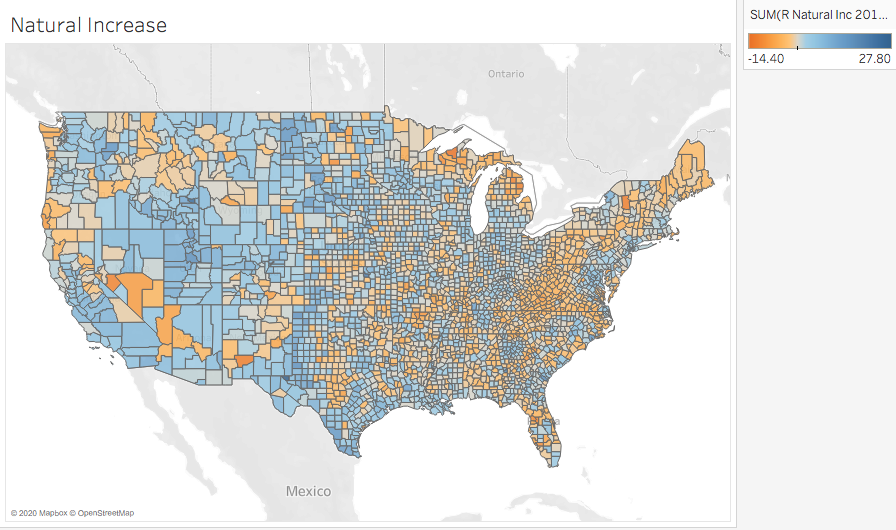 Natural Increase
SUM(R Natural Inc 201...
-14.40 27.80
Ontario
Mexico
© 2020 Mapbox © OpenStreetMap